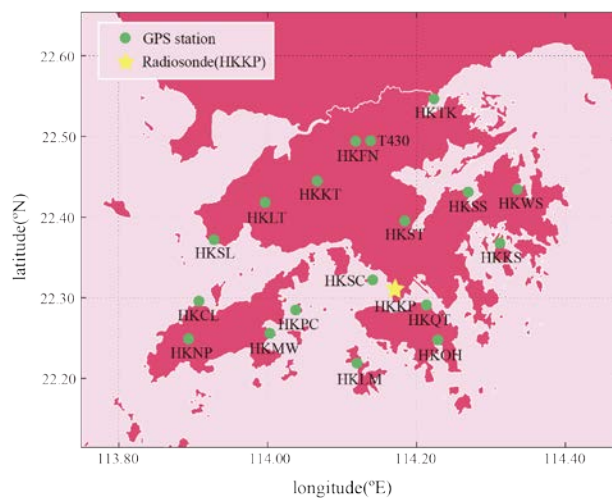 GPS station
Radiosonde(HKKP)
22.60
22.50
22.40
22.30
22.20
latitude(ºN)
HKTK
T430
HKFN
HKKT
HKLT
HKSS
HKWS
HKST
HKSL
HKKS
HKSC
HKKP
HKCL
HKPC
HKQT
HKNP
HKMW
HKOH
HKLM
113.80
114.00
114.20
114.40
longitude(ºE)